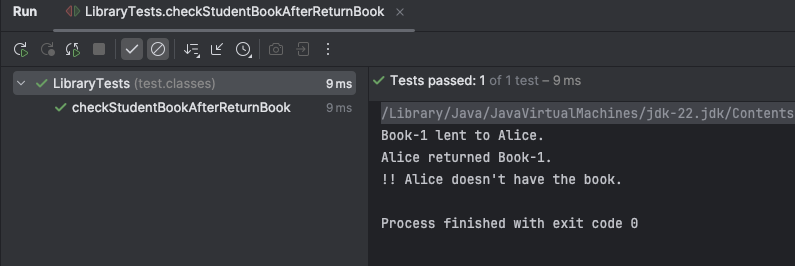 Run LibraryTests.checkStudentBookAfterReturnBook
LibraryTests (test.classes) 9 ms
checkStudentBookAfterReturnBook 9 ms
Tests passed: 1 of 1 test – 9 ms
/Library/Java/JavaVirtualMachines/jdk-22.jdk/Contents
Book-1 lent to Alice.
Alice returned Book-1.
!! Alice doesn't have the book.
Process finished with exit code 0